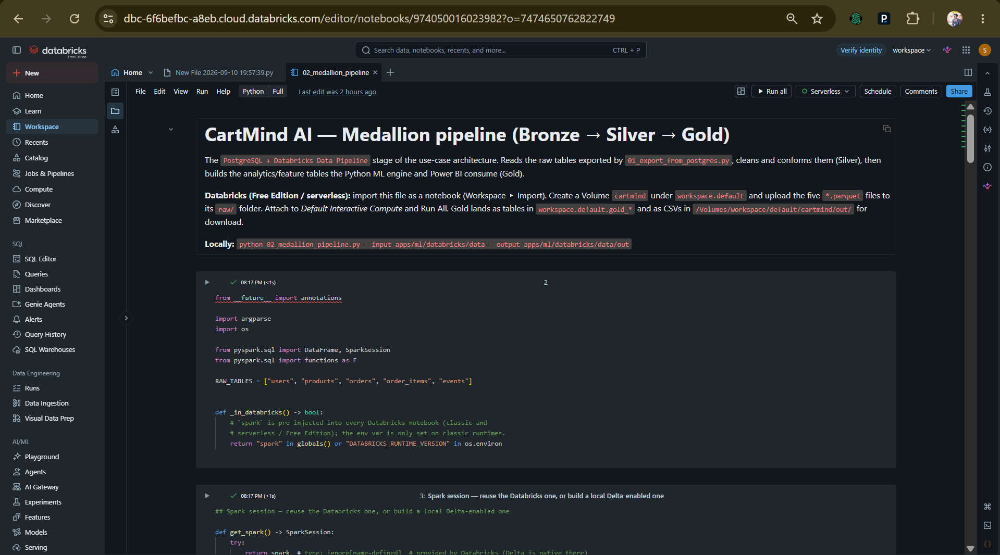 dbc-6f6befbc-a8eb.cloud.databricks.com/editor/notebooks/974050016023982?o=7474650762822749
databricks
Free Edition
Search data, notebooks, recents, and more...
CTRL + P
Verify identity
workspace
S
New
Home
Learn
Workspace
Recents
Catalog
Jobs & Pipelines
Compute
Discover
Marketplace
SQL
SQL Editor
Queries
Dashboards
Genie Agents
Alerts
Query History
SQL Warehouses
Data Engineering
Runs
Data Ingestion
Visual Data Prep
AI/ML
Playground
Agents
AI Gateway
Experiments
Features
Models
Serving
Home
New File 2026-09-10 19:57:39.py
02_medallion_pipeline
File Edit View Run Help Python Full Last edit was 2 hours ago
Run all Serverless Schedule Comments Share
CartMind AI — Medallion pipeline (Bronze → Silver → Gold)
The PostgreSQL + Databricks Data Pipeline stage of the use-case architecture. Reads the raw tables exported by 01_export_from_postgres.py, cleans and conforms them (Silver), then
builds the analytics/feature tables the Python ML engine and Power BI consume (Gold).
Databricks (Free Edition / serverless): import this file as a notebook (Workspace ▸ Import). Create a Volume cartmind under workspace.default and upload the five *.parquet files to
its raw/ folder. Attach to Default Interactive Compute and Run All. Gold lands as tables in workspace.default.gold_* and as CSVs in /Volumes/workspace/default/cartmind/out/ for
download.
Locally: python 02_medallion_pipeline.py --input apps/ml/databricks/data --output apps/ml/databricks/data/out
08:17 PM (<1s)
2
from __future__ import annotations
import argparse
import os
from pyspark.sql import DataFrame, SparkSession
from pyspark.sql import functions as F
RAW_TABLES = ["users", "products", "orders", "order_items", "events"]
def _in_databricks() -> bool:
# `spark` is pre-injected into every Databricks notebook (classic and
# serverless / Free Edition); the env var is only set on classic runtimes.
return "spark" in globals() or "DATABRICKS_RUNTIME_VERSION" in os.environ
08:17 PM (<1s)
3: Spark session — reuse the Databricks one, or build a local Delta-enabled one
## Spark session — reuse the Databricks one, or build a local Delta-enabled one
def get_spark() -> SparkSession:
try:
return spark # type: ignore[name-defined] # provided by Databricks (Delta is native there)